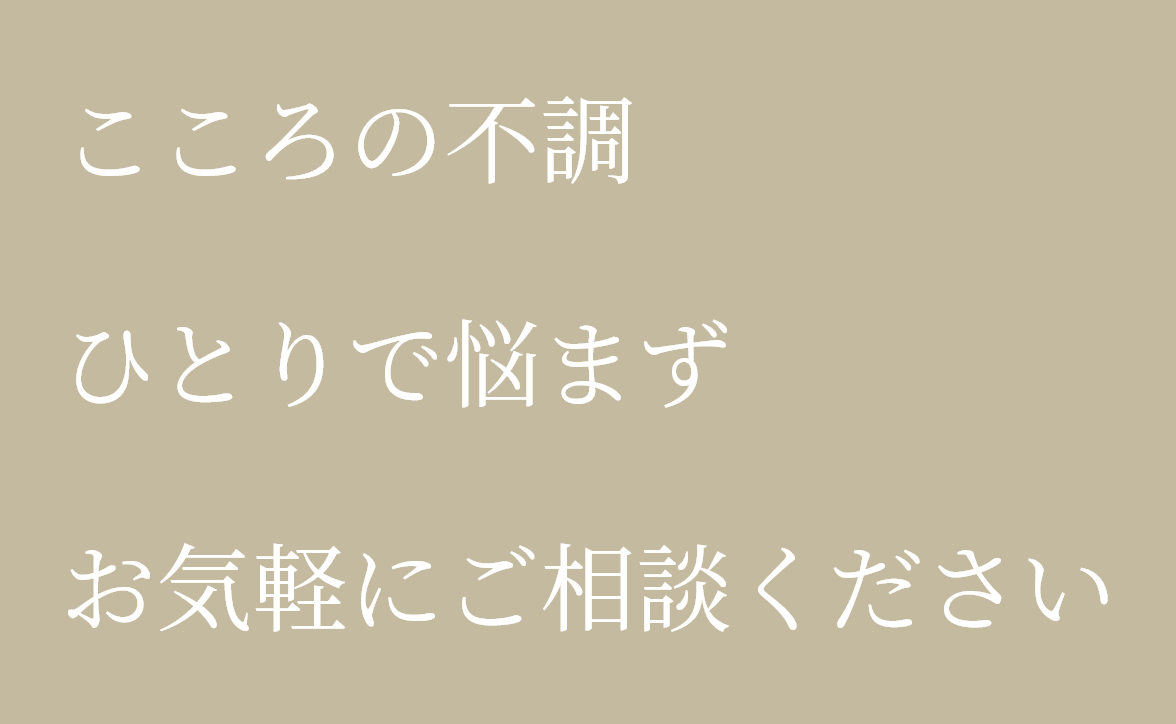 こころの不調
ひとりで悩まず
お気軽にご相談ください